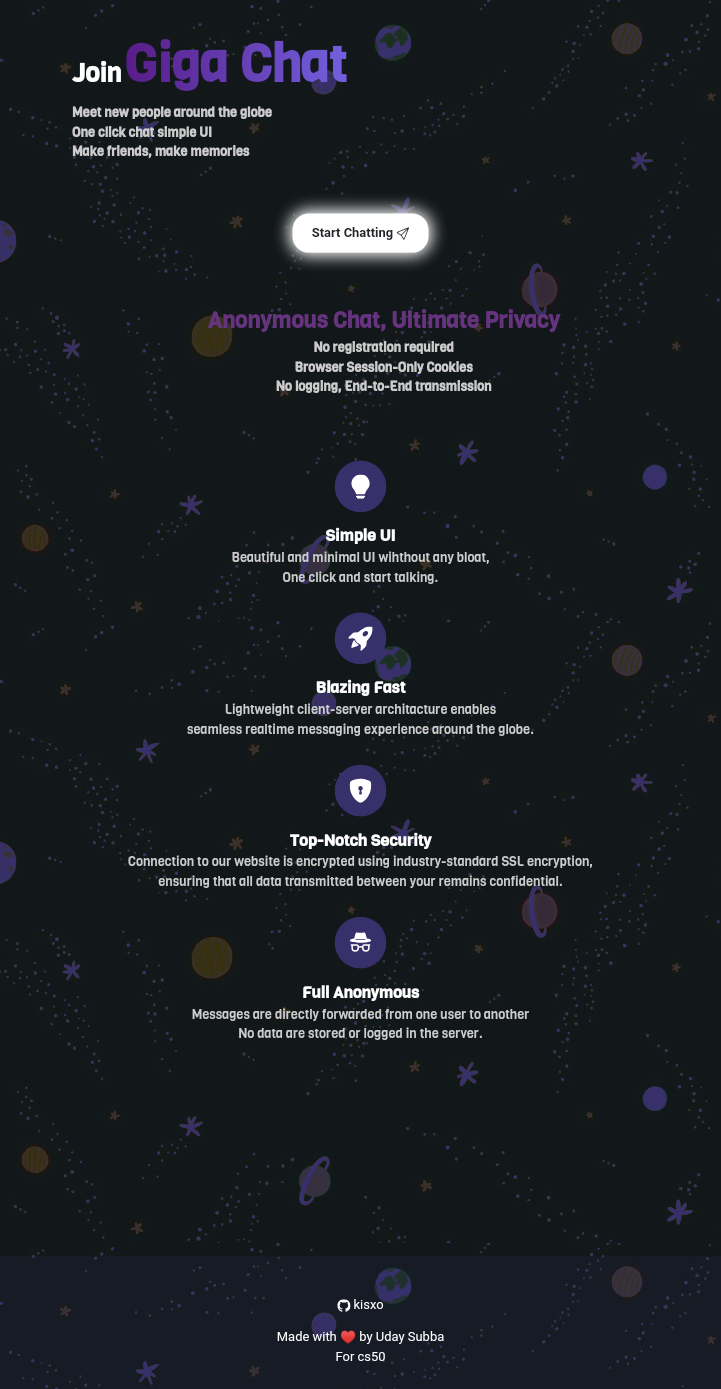 Join Giga Chat
Meet new people around the globe
One click chat simple UI
Make friends, make memories
Start Chatting
Anonymous Chat, Ultimate Privacy
No registration required
Browser Session-Only Cookies
No logging, End-to-End transmission
Simple UI
Beautiful and minimal UI wihthout any bloat,
One click and start talking.
Blazing Fast
Lightweight client-server architacture enables
seamless realtime messaging experience around the globe.
Top-Notch Security
Connection to our website is encrypted using industry-standard SSL encryption,
ensuring that all data transmitted between your remains confidential.
Full Anonymous
Messages are directly forwarded from one user to another
No data are stored or logged in the server.
kisxo
Made with ❤️ by Uday Subba
For cs50